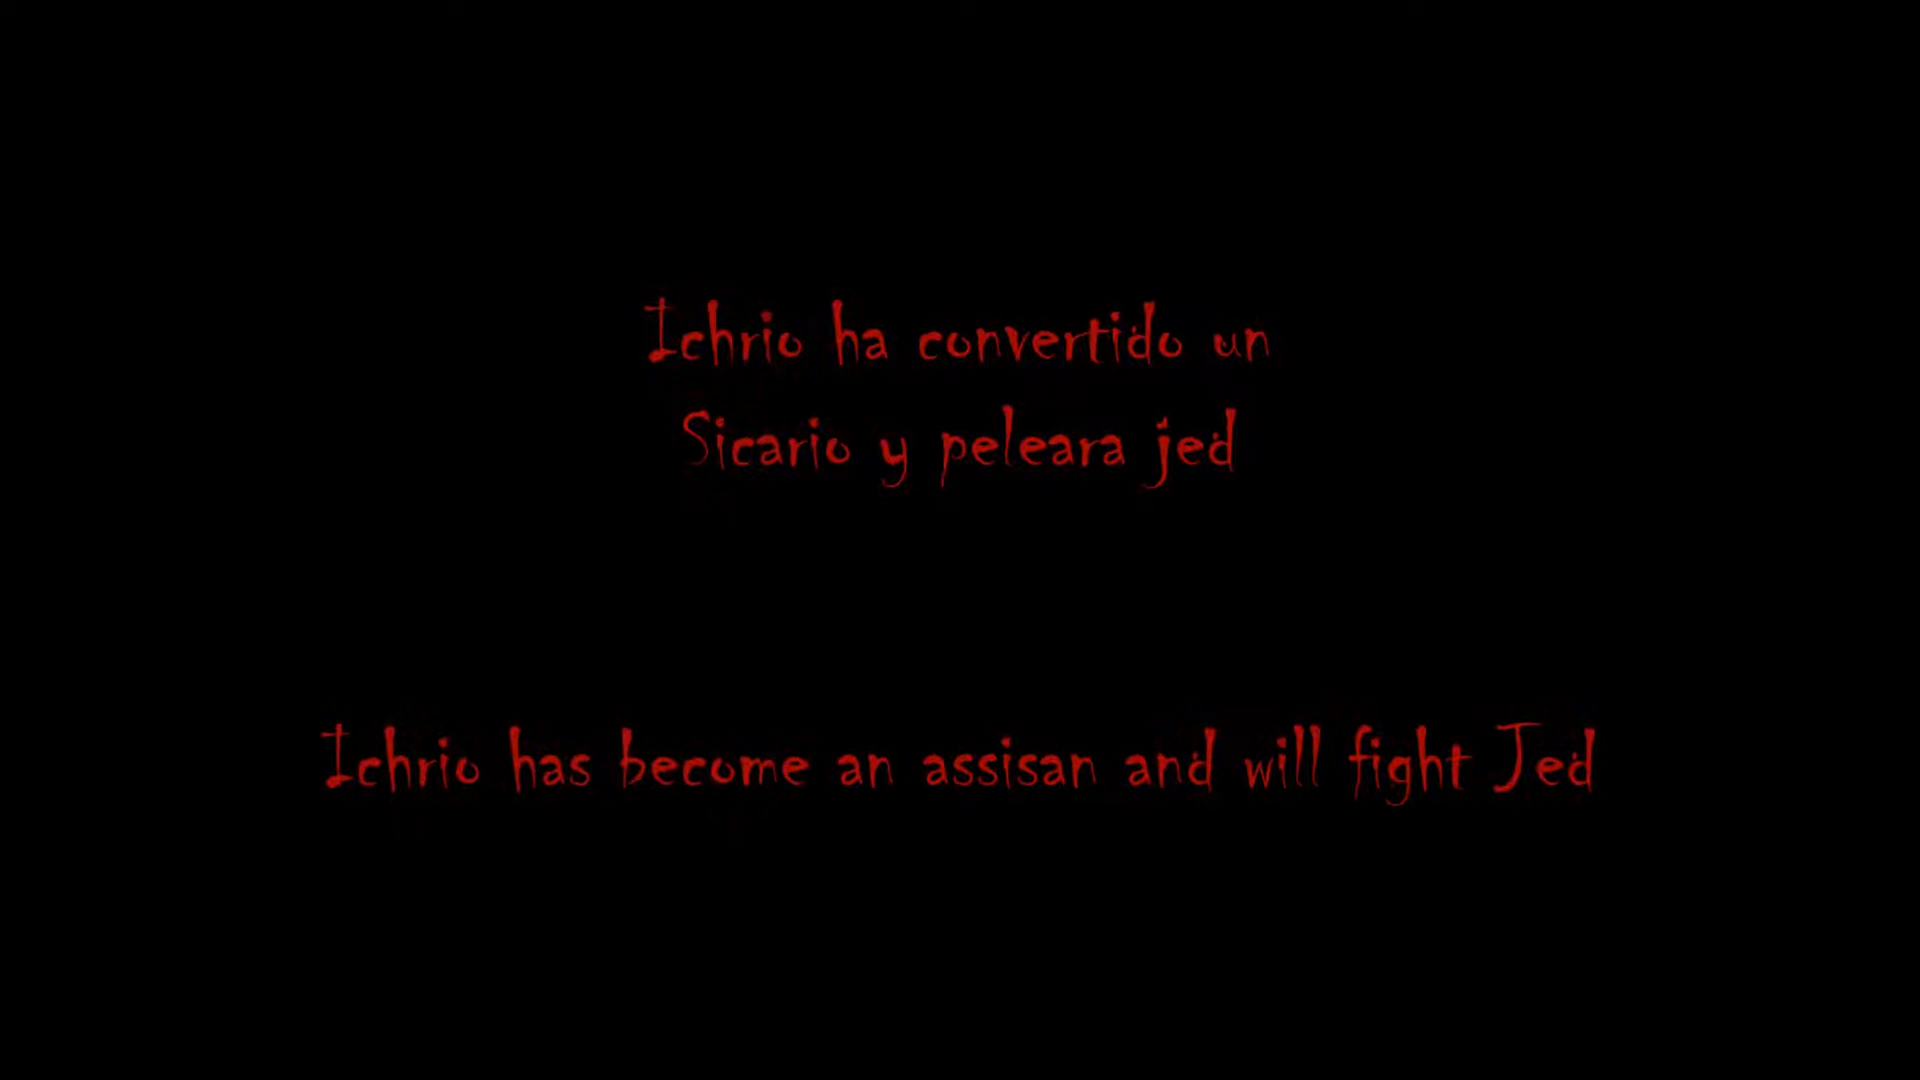 Ichrio ha convertido un
Sicario y peleara jed
Ichrio has become an assisan and will fight Jed